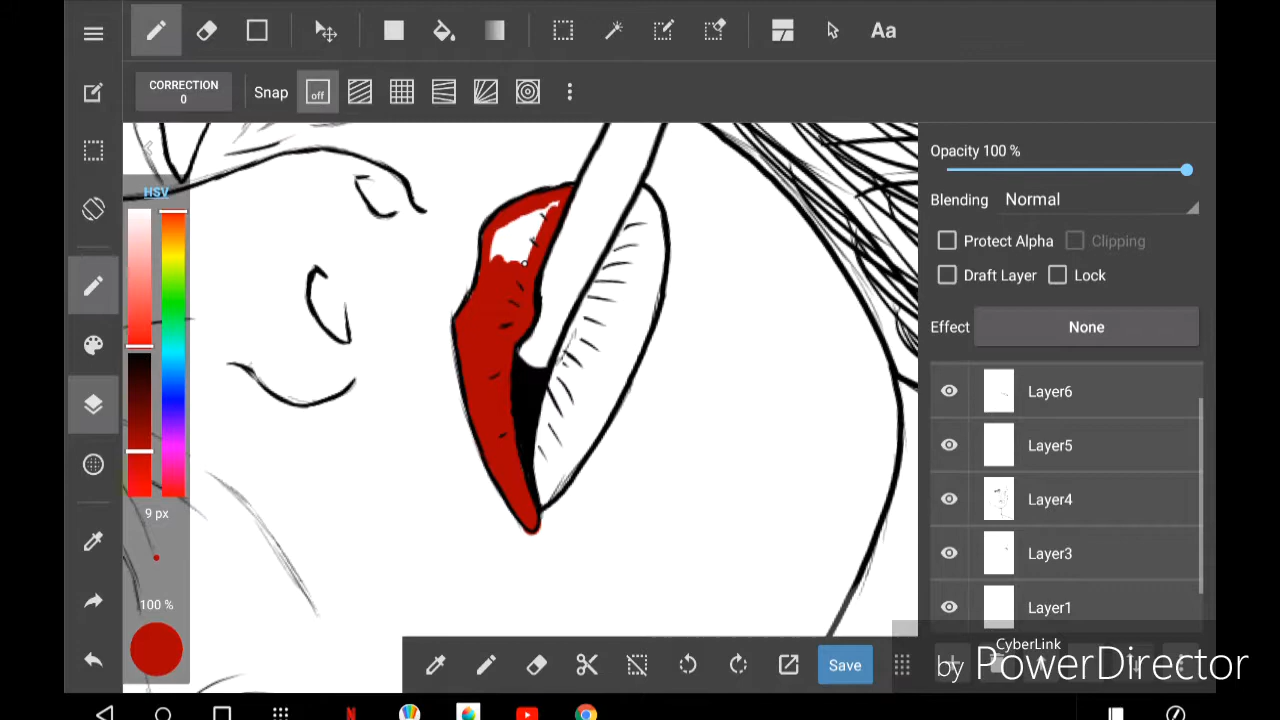 Aa
CORRECTION
0
Snap
off
Opacity 100 %
HSV
Blending
Normal
Protect Alpha
Clipping
Draft Layer
Lock
Effect
None
Layer6
Layer5
Layer4
9 px
Layer3
100 %
Layer1
Save
CyberLink
by PowerDirector